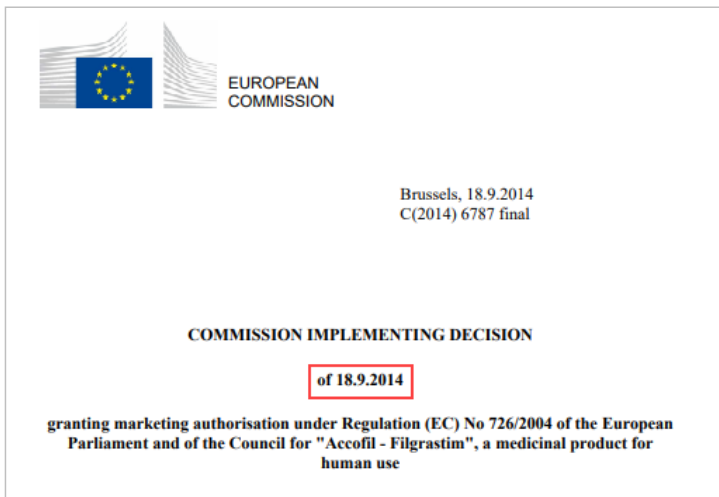 EUROPEAN
COMMISSION
Brussels, 18.9.2014
C(2014) 6787 final
COMMISSION IMPLEMENTING DECISION
of 18.9.2014
granting marketing authorisation under Regulation (EC) No 726/2004 of the European
Parliament and of the Council for "Accofil - Filgrastim", a medicinal product for
human use